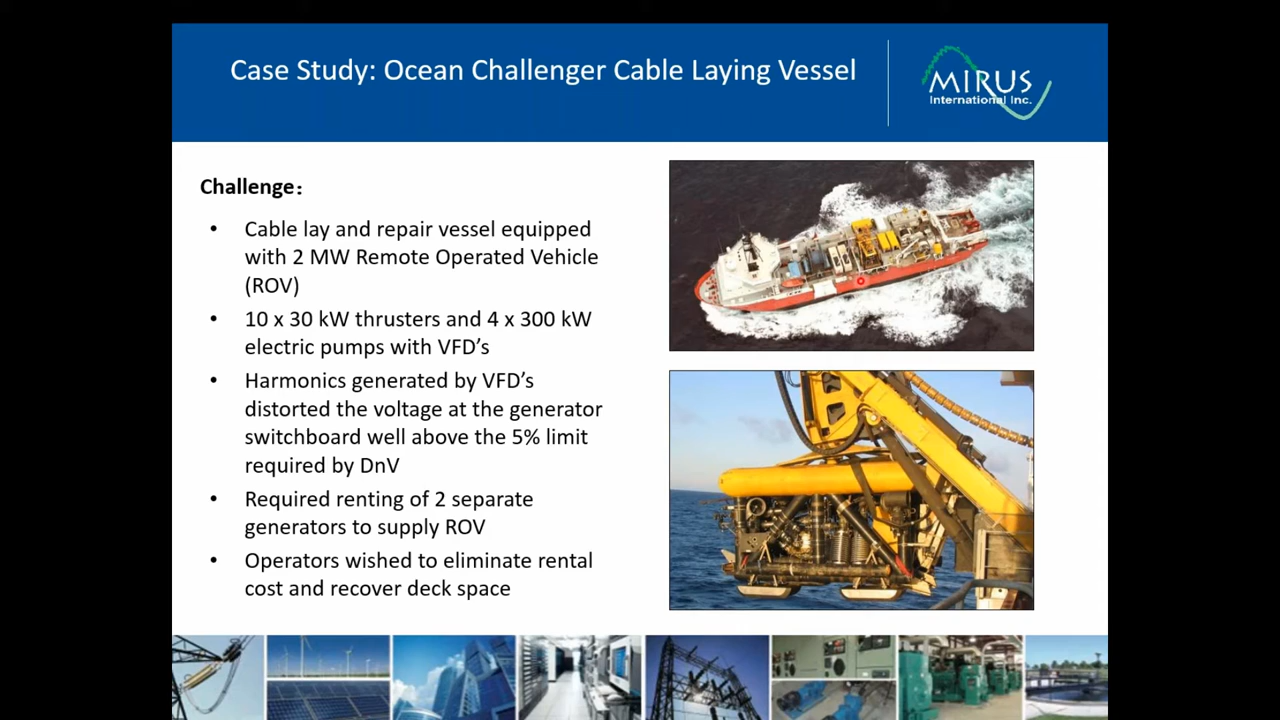 Case Study: Ocean Challenger Cable Laying Vessel
MIRUS
International Inc.
Challenge:
• Cable lay and repair vessel equipped
with 2 MW Remote Operated Vehicle
(ROV)
• 10 x 30 kW thrusters and 4 x 300 kW
electric pumps with VFD’s
• Harmonics generated by VFD’s
distorted the voltage at the generator
switchboard well above the 5% limit
required by DnV
• Required renting of 2 separate
generators to supply ROV
• Operators wished to eliminate rental
cost and recover deck space